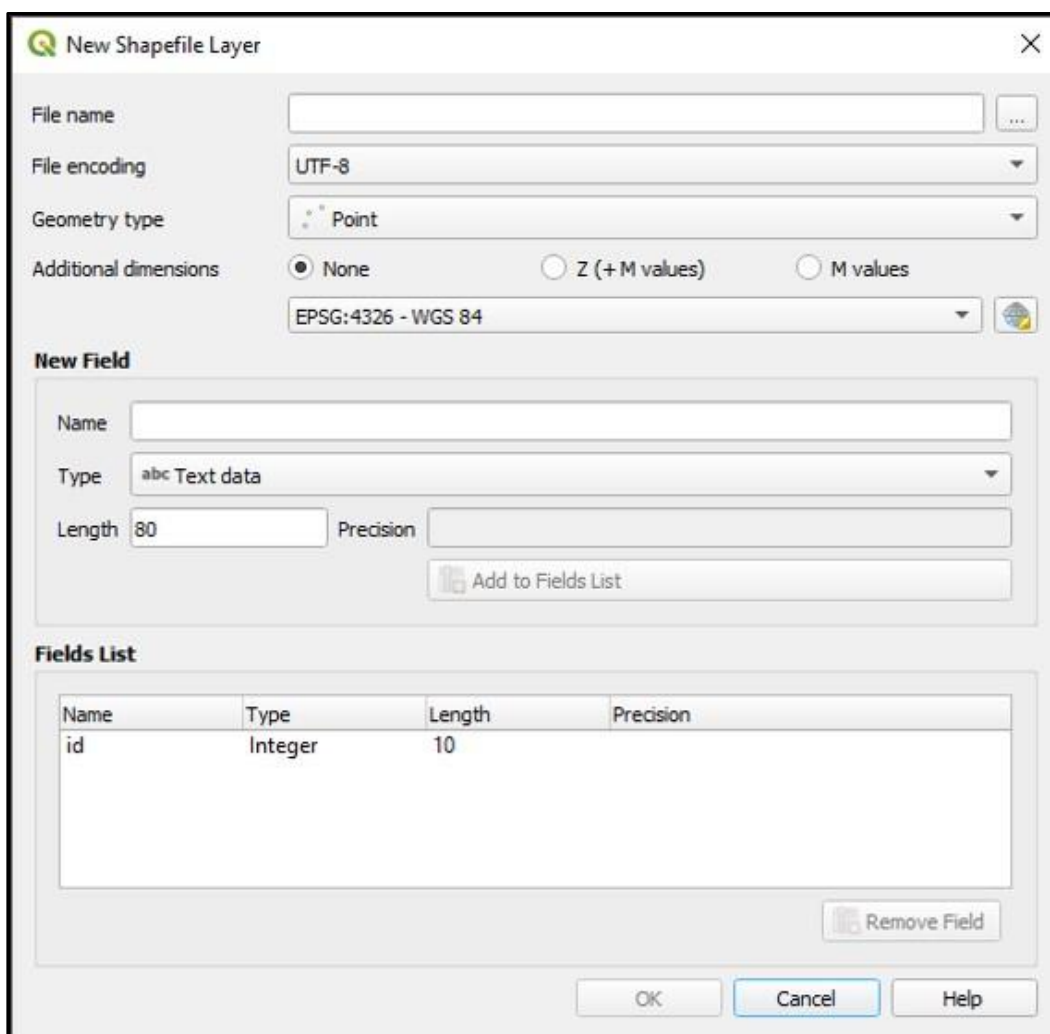 New Shapefile Layer
File name
...
File encoding UTF-8
Geometry type Point
Additional dimensions None Z (+ M values) M values
EPSG:4326 - WGS 84
New Field
Name
Type abc Text data
Length 80 Precision
Add to Fields List
Fields List
Name Type Length Precision
id Integer 10
Remove Field
OK Cancel Help